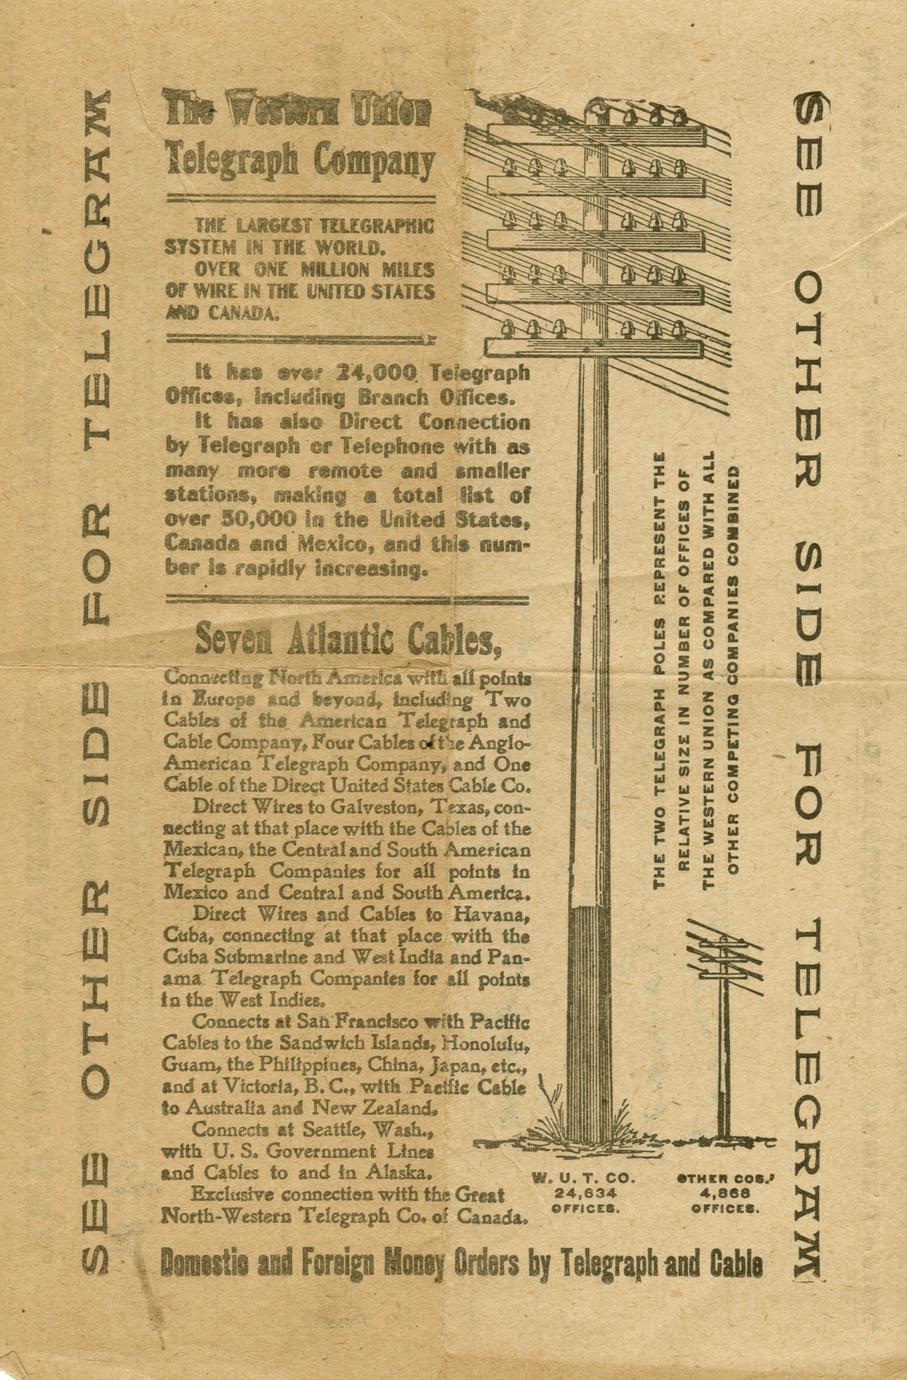 SEE OTHER SIDE FOR TELEGRAM
The Western Union
Telegraph Company
THE LARGEST TELEGRAPHIC
SYSTEM IN THE WORLD.
OVER ONE MILLION MILES
OF WIRE IN THE UNITED STATES
AND CANADA.
It has over 24,000 Telegraph
Offices, including Branch Offices.
It has also Direct Connection
by Telegraph or Telephone with as
many more remote and smaller
stations, making a total list of
over 50,000 in the United States,
Canada and Mexico, and this num-
ber is rapidly increasing.
Seven Atlantic Cables,
Connecting North America with all points
in Europe and beyond, including Two
Cables of the American Telegraph and
Cable Company, Four Cables of the Anglo-
American Telegraph Company, and One
Cable of the Direct United States Cable Co.
Direct Wires to Galveston, Texas, con-
necting at that place with the Cables of the
Mexican, the Central and South American
Telegraph Companies for all points in
Mexico and Central and South America.
Direct Wires and Cables to Havana,
Cuba, connecting at that place with the
Cuba Submarine and West India and Pan-
ama Telegraph Companies for all points
in the West Indies.
Connects at San Francisco with Pacific
Cables to the Sandwich Islands, Honolulu,
Guam, the Philippines, China, Japan, etc.,
and at Victoria, B. C., with Pacific Cable
to Australia and New Zealand.
Connects at Seattle, Wash.,
with U. S. Government Lines
and Cables to and in Alaska.
Exclusive connection with the Great
North-Western Telegraph Co. of Canada.
THE TWO TELEGRAPH POLES REPRESENT THE
RELATIVE SIZE IN NUMBER OF OFFICES OF
THE WESTERN UNION AS COMPARED WITH ALL
OTHER COMPETING COMPANIES COMBINED
W. U. T. CO.
24,634
OFFICES.
OTHER COS.'
4,868
OFFICES.
Domestic and Foreign Money Orders by Telegraph and Cable
SEE OTHER SIDE FOR TELEGRAM